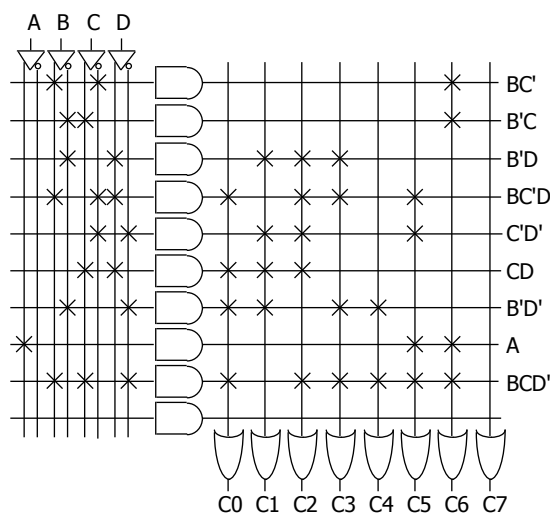 A B C D
BC'
B'C
B'D
BC'D
C'D'
CD
B'D'
A
BCD'
C0 C1 C2 C3 C4 C5 C6 C7